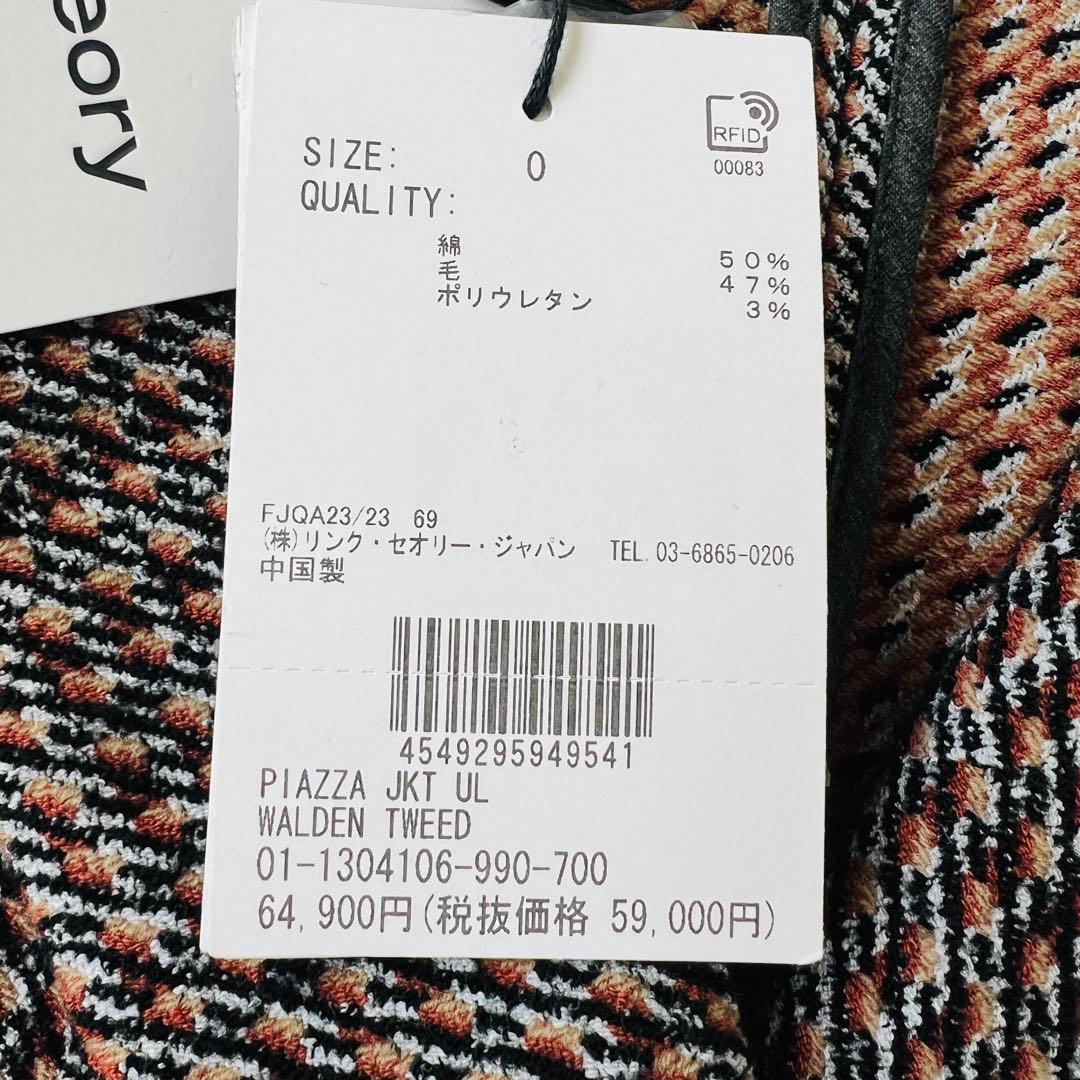 eory
RFID
00083
SIZE: 0
QUALITY:
綿 50%
毛 47%
ポリウレタン 3%
FJQA23/23 69
(株)リンク・セオリー・ジャパン TEL.03-6865-0206
中国製
4549295949541
PIAZZA JKT UL
WALDEN TWEED
01-1304106-990-700
64,900円(税抜価格 59,000円)